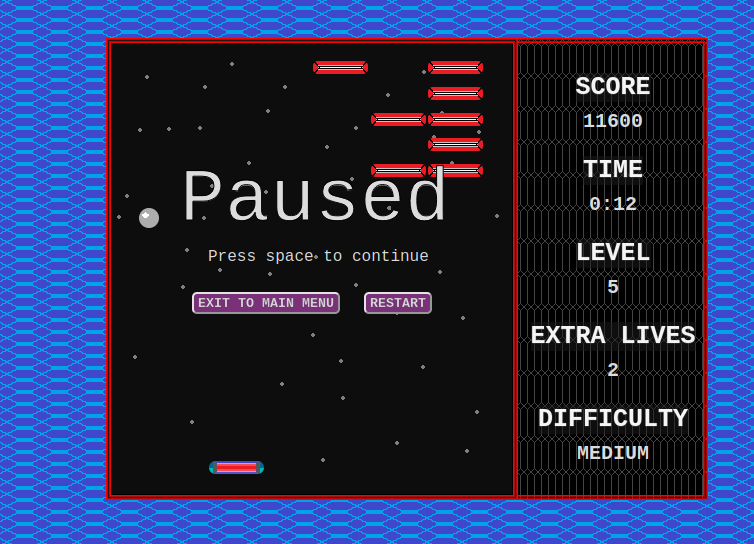 Paused
Press space to continue
EXIT TO MAIN MENU
RESTART
SCORE
11600
TIME
0:12
LEVEL
5
EXTRA LIVES
2
DIFFICULTY
MEDIUM